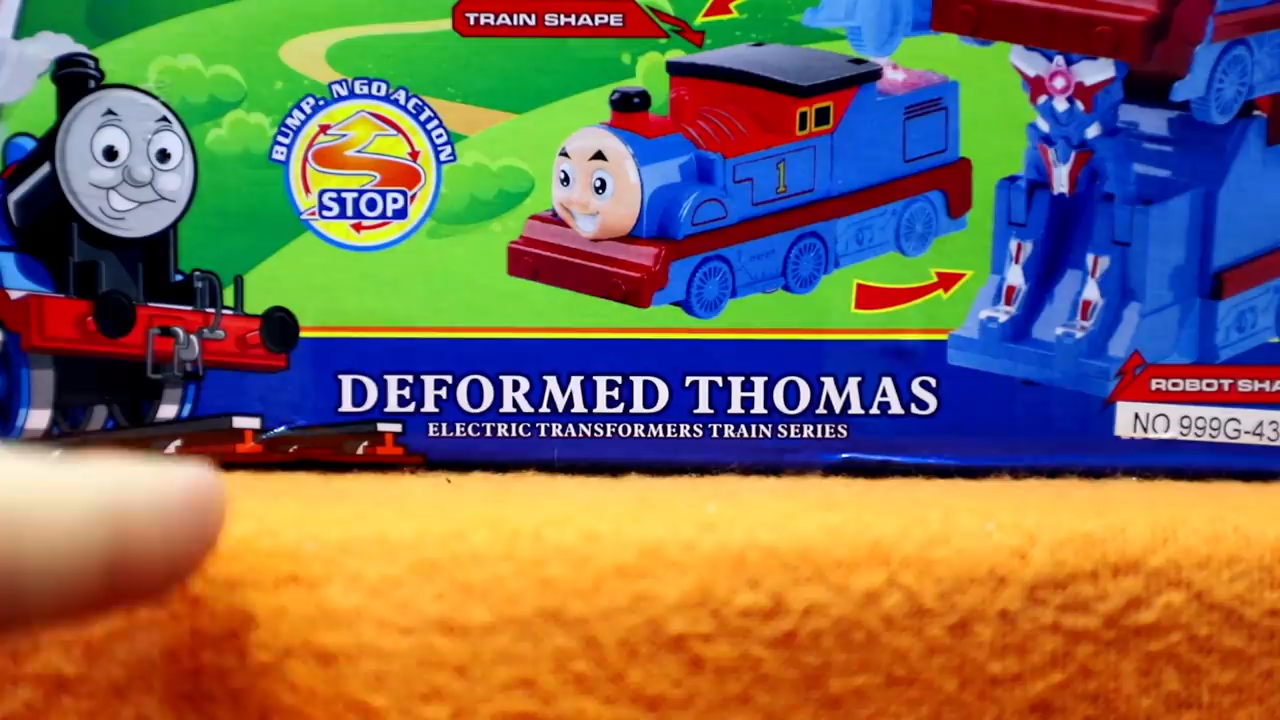 TRAIN SHAPE
BUMP. N GO ACTION
STOP
1
DEFORMED THOMAS
ELECTRIC TRANSFORMERS TRAIN SERIES
ROBOT SHA
NO 999G-43